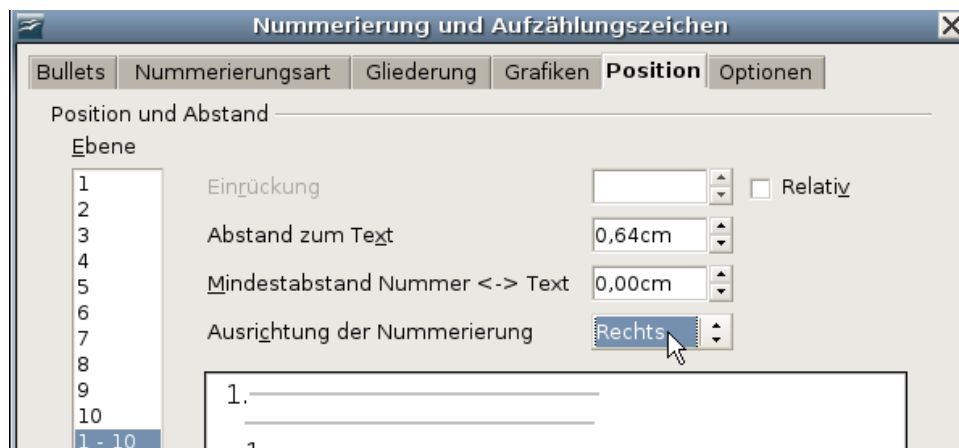 Nummerierung und Aufzählungszeichen
Bullets Nummerierungsart Gliederung Grafiken Position Optionen
Position und Abstand
Ebene
1
2
3
4
5
6
7
8
9
10
1 - 10
Einrückung Relativ
Abstand zum Text 0,64cm
Mindestabstand Nummer <-> Text 0,00cm
Ausrichtung der Nummerierung Rechts
1.